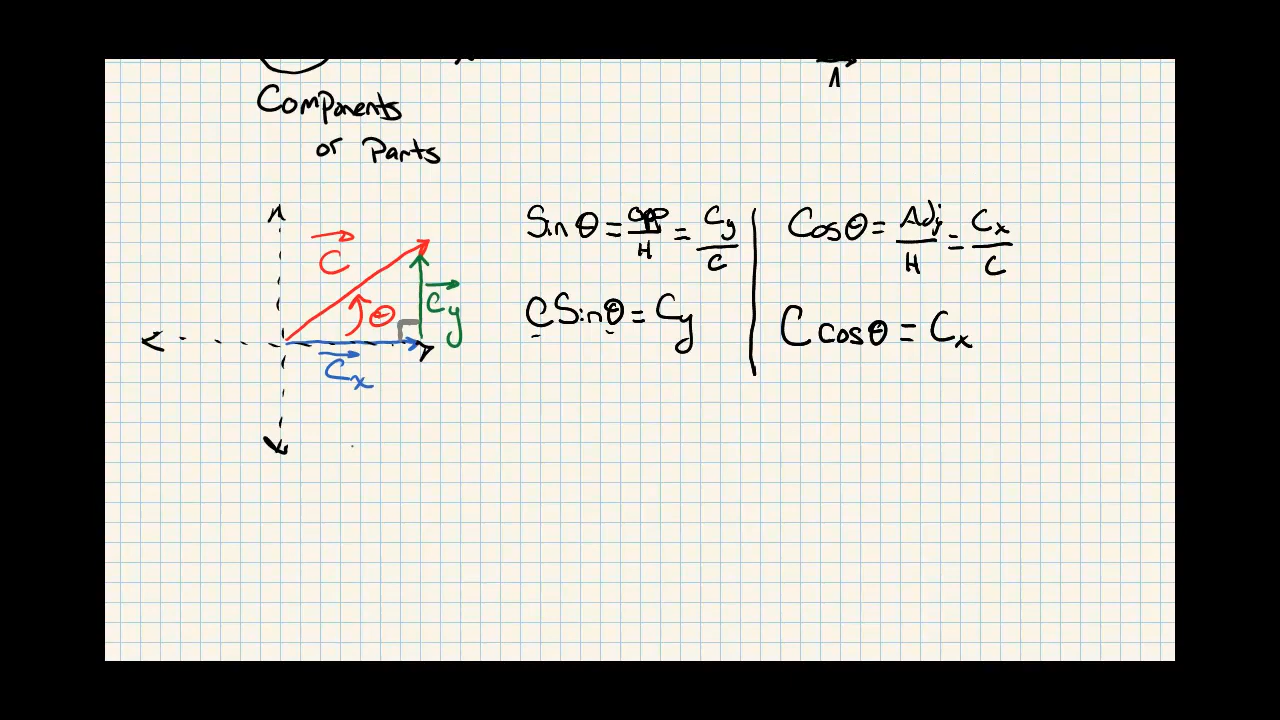 Components
or Parts
Sin θ = opp/H = Cy/C
Cos θ = Adj/H = Cx/C
C
θ
Cy
Cx
C Sin θ = Cy
C cos θ = Cx